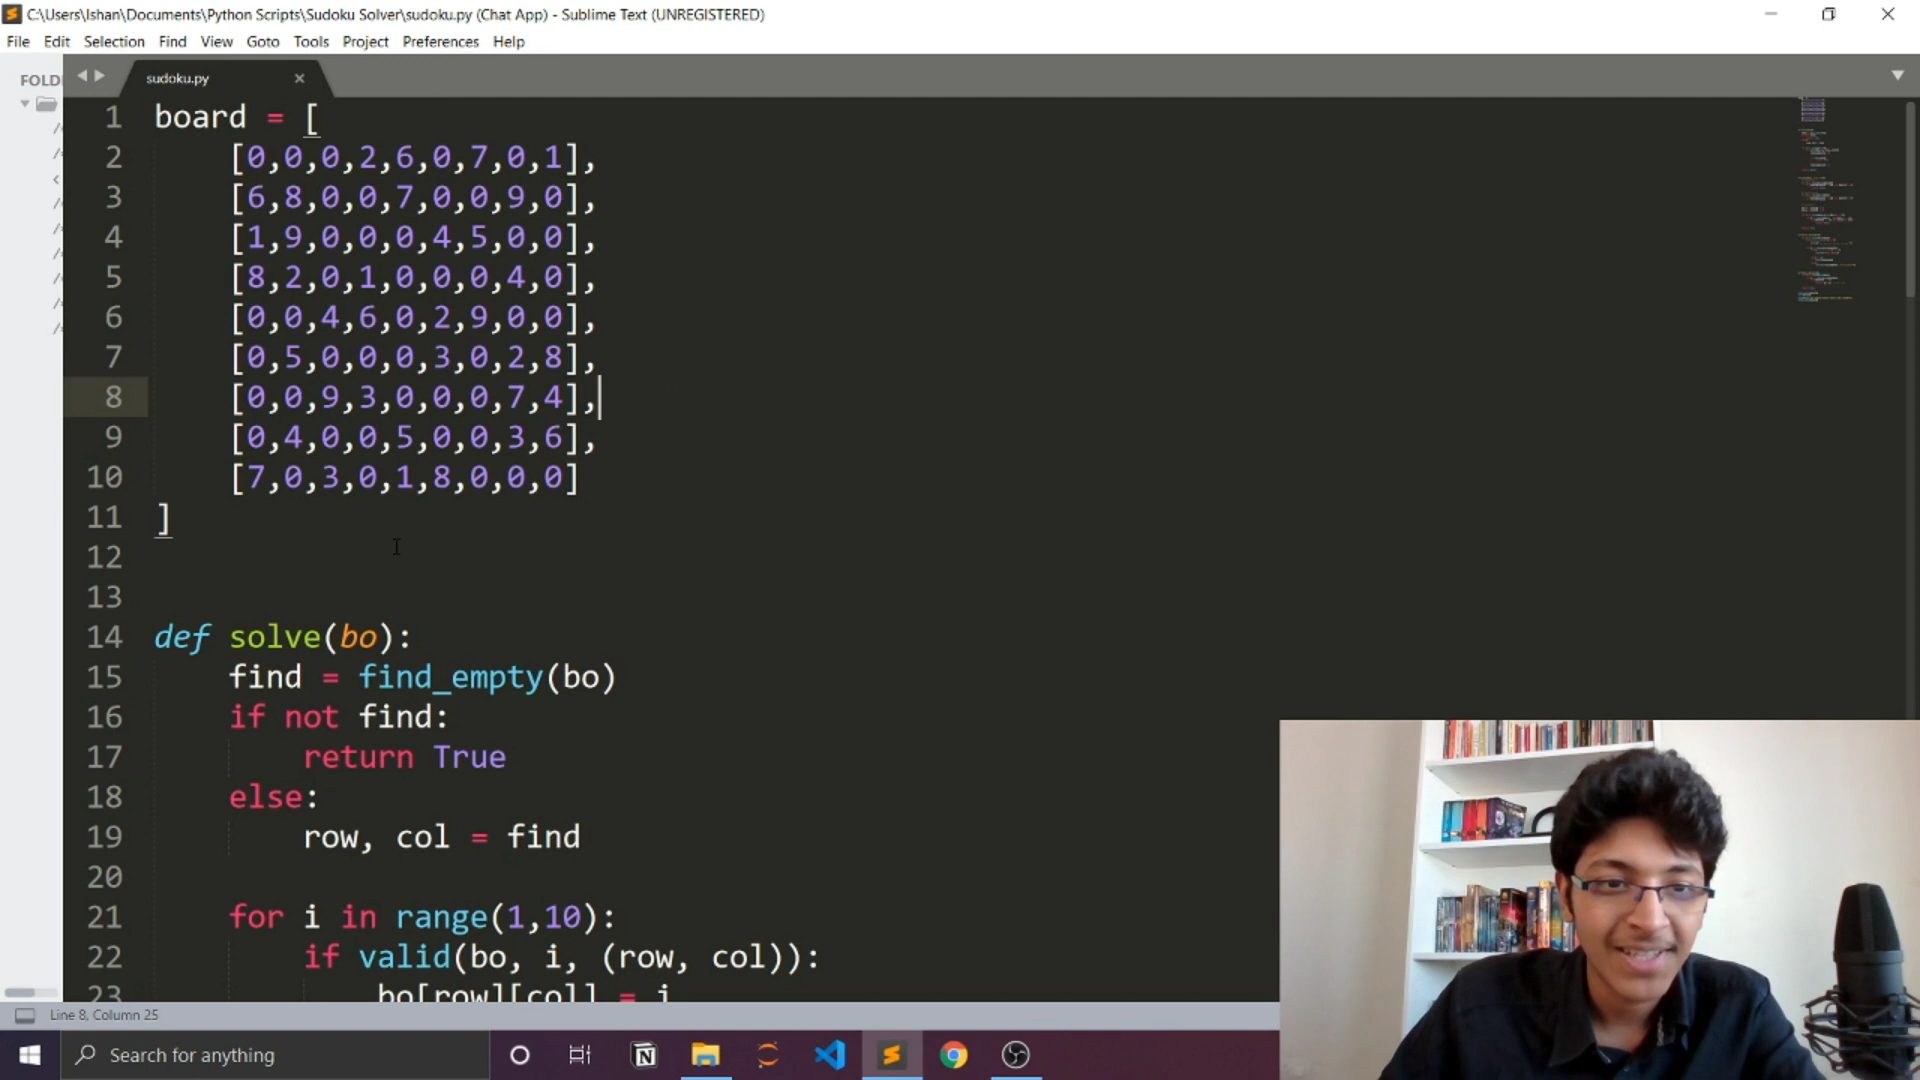 C:\Users\Ishan\Documents\Python Scripts\Sudoku Solver\sudoku.py (Chat App) - Sublime Text (UNREGISTERED)
File Edit Selection Find View Goto Tools Project Preferences Help
FOLD
sudoku.py
1 board = [
2 [0,0,0,2,6,0,7,0,1],
3 [6,8,0,0,7,0,0,9,0],
4 [1,9,0,0,0,4,5,0,0],
5 [8,2,0,1,0,0,0,4,0],
6 [0,0,4,6,0,2,9,0,0],
7 [0,5,0,0,0,3,0,2,8],
8 [0,0,9,3,0,0,0,7,4],
9 [0,4,0,0,5,0,0,3,6],
10 [7,0,3,0,1,8,0,0,0]
11 ]
12
13
14 def solve(bo):
15 find = find_empty(bo)
16 if not find:
17 return True
18 else:
19 row, col = find
20
21 for i in range(1,10):
22 if valid(bo, i, (row, col)):
23 bo[row][col] = i
Line 8, Column 25
Search for anything